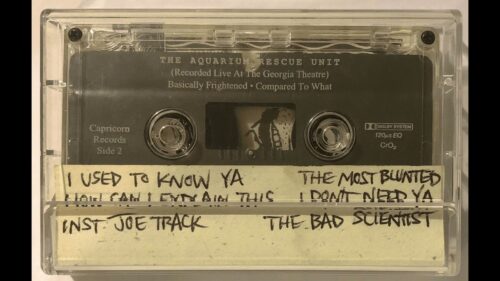 THE AQUARIUM RESCUE UNIT
(Recorded Live At The Georgia Theatre)
Basically Frightened • Compared To What
Capricorn
Records
Side 2
DOLBY SYSTEM
120µs EQ
CrO₂
I USED TO KNOW YA THE MOST BLUNTED
HOW CAN I EXPLAIN THIS I DON'T NEED YA
INST. JOE TRACK THE BAD SCIENTIST